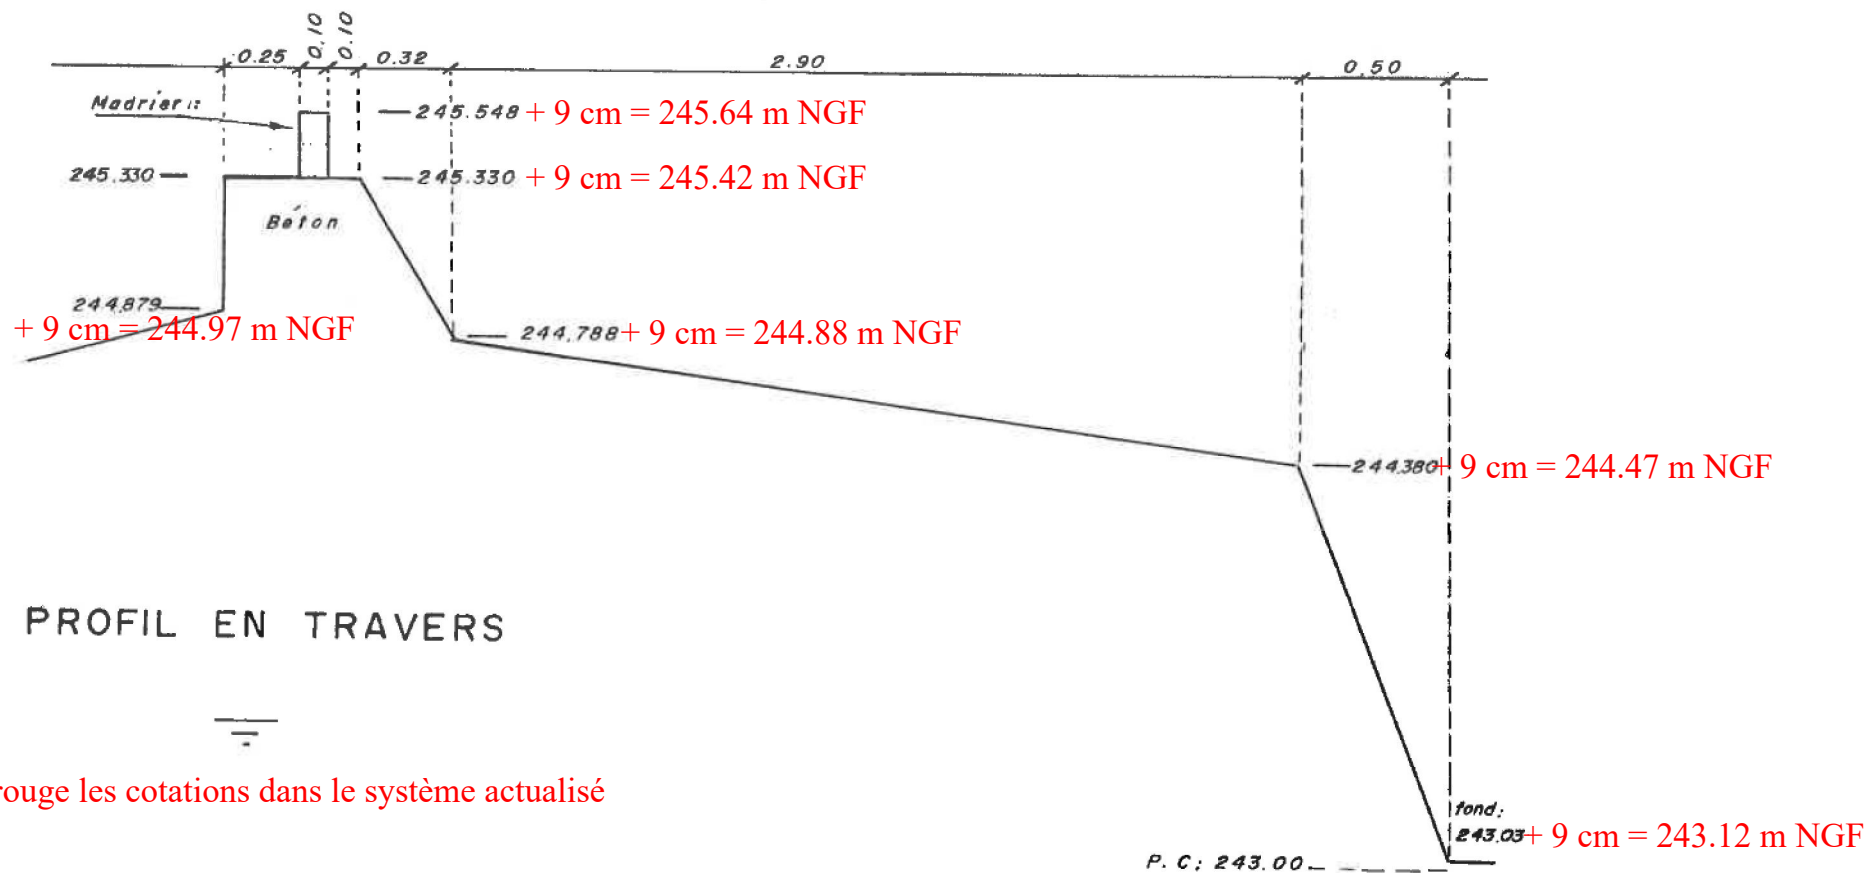 0.25 0.10 0.10 0.32 2.90 0.50
Madrier:
245.548 + 9 cm = 245.64 m NGF
245.330 245.330 + 9 cm = 245.42 m NGF
Béton
244.879
+ 9 cm = 244.97 m NGF
244.788 + 9 cm = 244.88 m NGF
244.380 + 9 cm = 244.47 m NGF
PROFIL EN TRAVERS
rouge les cotations dans le système actualisé
fond:
243.03 + 9 cm = 243.12 m NGF
P.C: 243.00